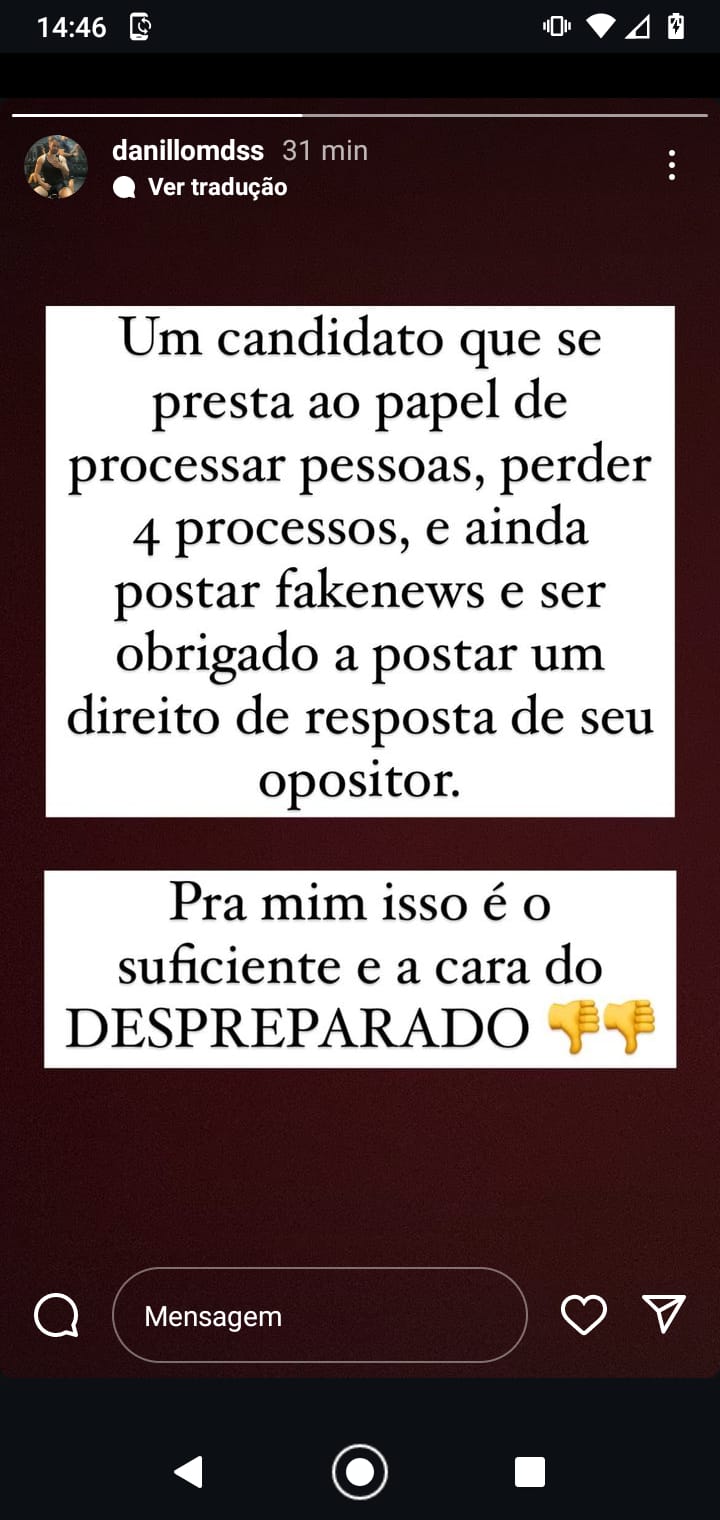 14:46
danillomdss 31 min
Ver tradução
Um candidato que se
presta ao papel de
processar pessoas, perder
4 processos, e ainda
postar fakenews e ser
obrigado a postar um
direito de resposta de seu
opositor.
Pra mim isso é o
suficiente e a cara do
DESPREPARADO 👎👎
Mensagem